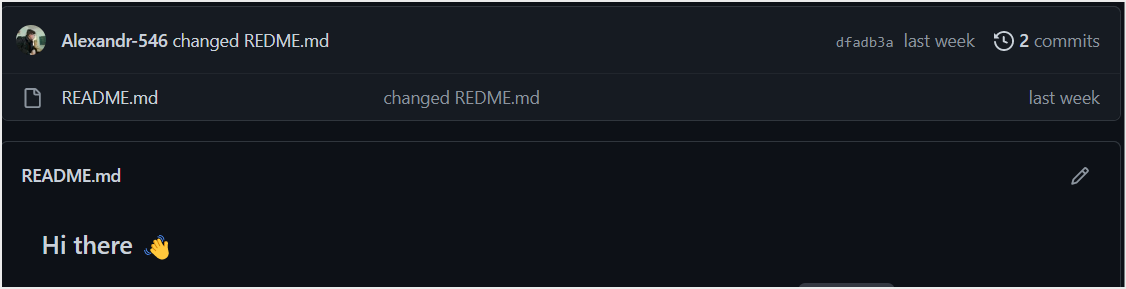 Alexandr-546 changed REDME.md dfadb3a last week 2 commits
README.md changed REDME.md last week
README.md
Hi there 👋